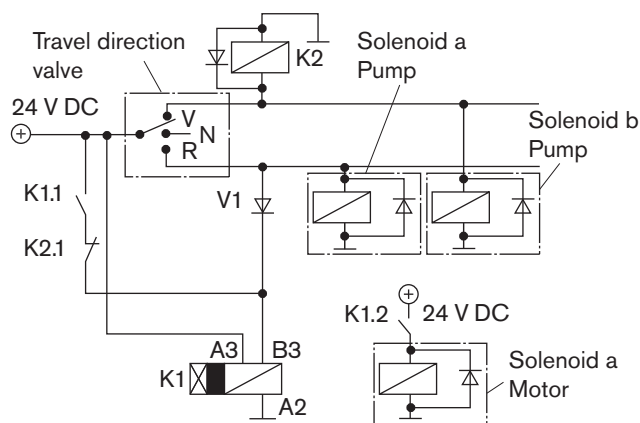 Travel direction
valve
K2
Solenoid a
Pump
24 V DC
V
N
R
Solenoid b
Pump
K1.1
V1
K2.1
K1.2
24 V DC
A3
B3
K1
A2
Solenoid a
Motor